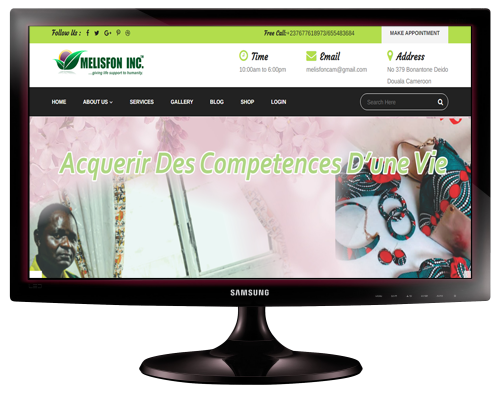 Follow Us :
Free Call:+237677618973/655483684
MAKE APPOINTMENT
MELISFON INC.
...giving life support to humanity.
Time
10:00am to 6:00pm
Email
melisfoncam@gmail.com
Address
No 379 Bonantone Deido
Douala Cameroon
HOME ABOUT US SERVICES GALLERY BLOG SHOP LOGIN
Search Here
Acquerir Des Competences D'une Vie
SAMSUNG